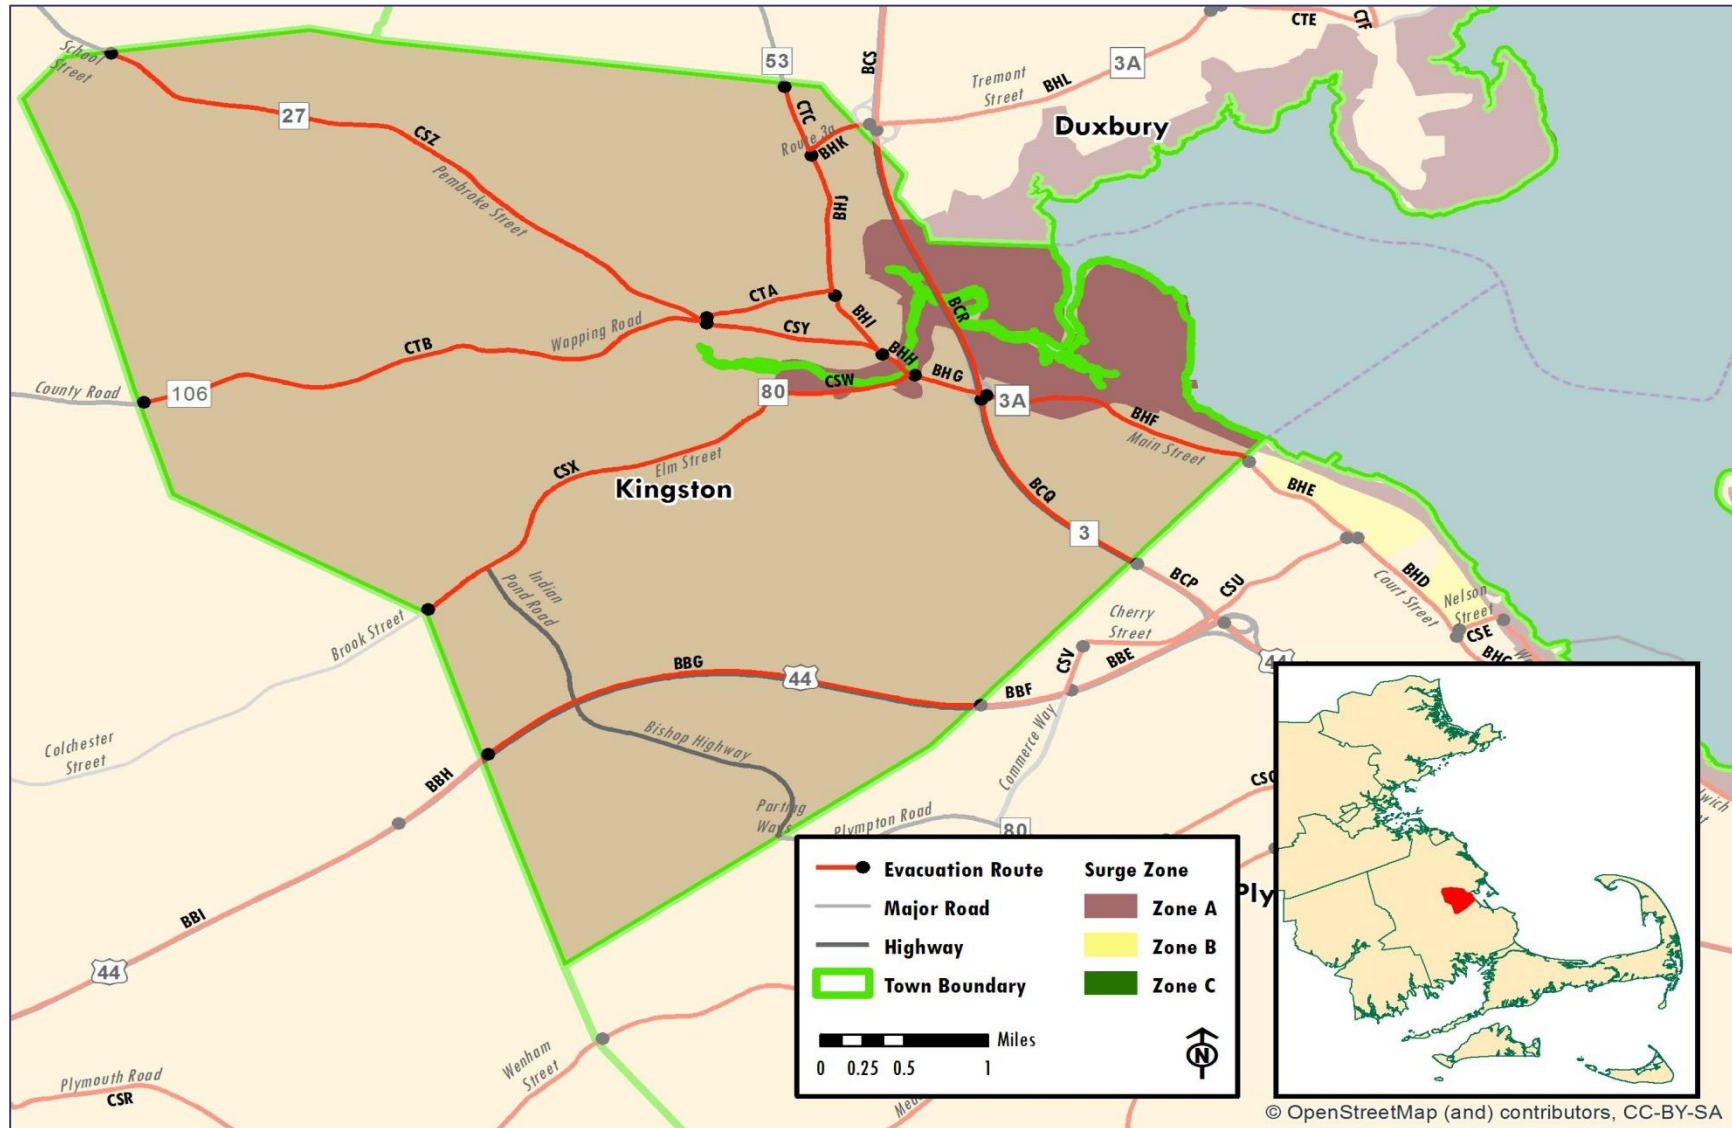 School
Street
27
CSZ
Pembroke Street
53
CTC
Route 3a
BHK
BCS
Tremont
Street
BHL
3A
CTE
CTF
Duxbury
BHJ
CTA
BHI
CSY
BCR
Wapping Road
CTB
County Road
106
BHH
CSW
80
BHG
3A
BHF
Main Street
CSX
Elm Street
Kingston
BCQ
3
BHE
BHD
Court Street
Nelson
Street
CSE
BCP
CSU
Cherry
Street
CSV
BBE
44
Indian
Pond Road
Brook Street
BBG
44
BBF
Commerce Way
Colchester
Street
BBH
Bishop Highway
Parting
Ways
Plympton Road
80
BBI
44
Wenham
Street
Plymouth Road
CSR
Ply
Evacuation Route
Major Road
Highway
Town Boundary
Surge Zone
Zone A
Zone B
Zone C
Miles
0 0.25 0.5 1
N
© OpenStreetMap (and) contributors, CC-BY-SA